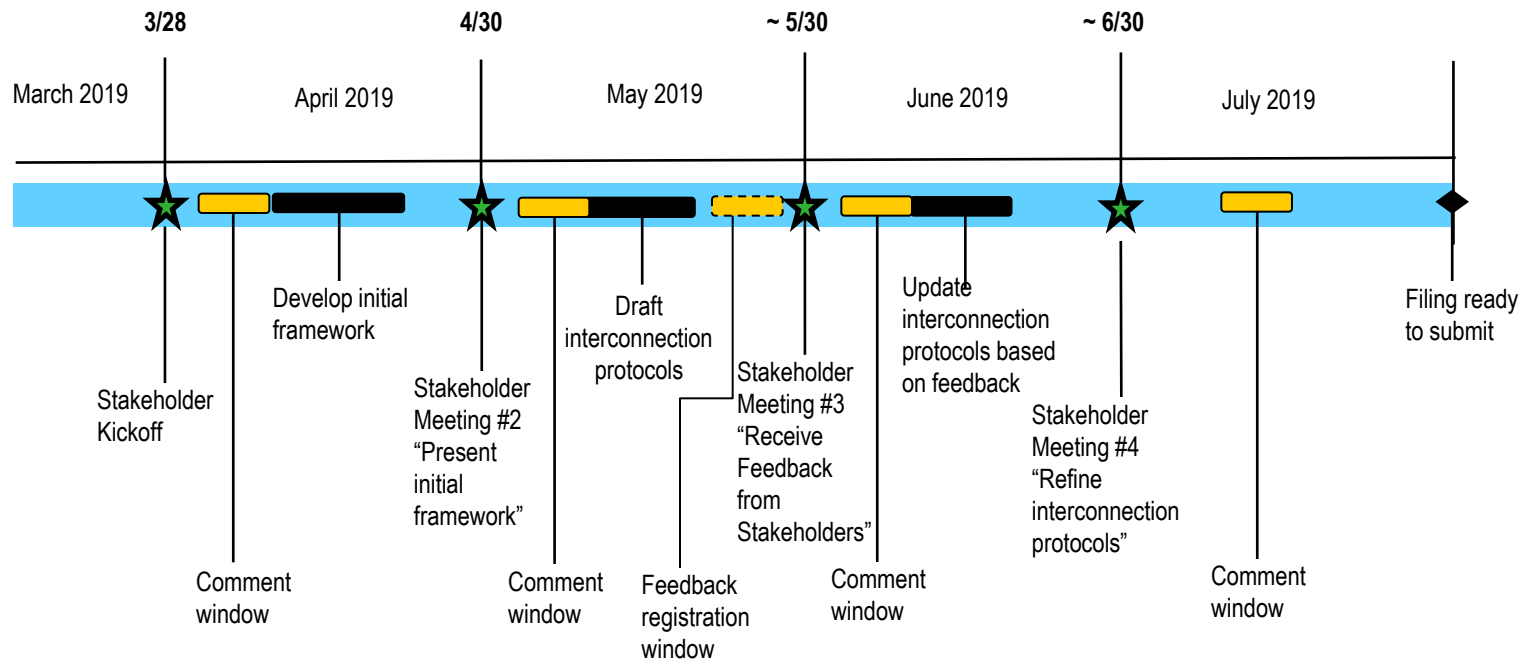 3/28
4/30
~ 5/30
~ 6/30
March 2019
April 2019
May 2019
June 2019
July 2019
Stakeholder
Kickoff
Comment
window
Develop initial
framework
Stakeholder
Meeting #2
“Present
initial
framework”
Comment
window
Draft
interconnection
protocols
Feedback
registration
window
Stakeholder
Meeting #3
“Receive
Feedback
from
Stakeholders”
Comment
window
Update
interconnection
protocols based
on feedback
Stakeholder
Meeting #4
“Refine
interconnection
protocols”
Comment
window
Filing ready
to submit